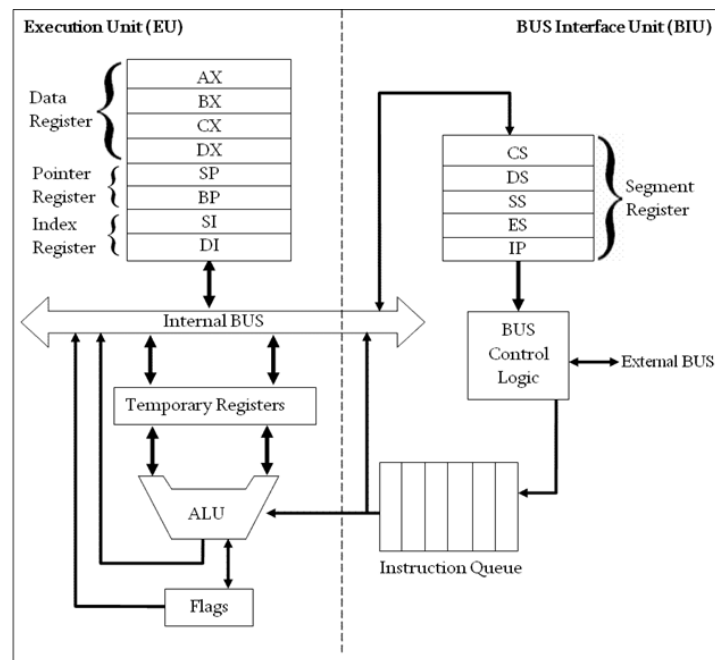 Execution Unit (EU)
BUS Interface Unit (BIU)
Data
Register
AX
BX
CX
DX
Pointer
Register
SP
BP
Index
Register
SI
DI
CS
DS
SS
ES
IP
Segment
Register
Internal BUS
BUS
Control
Logic
External BUS
Temporary Registers
ALU
Instruction Queue
Flags